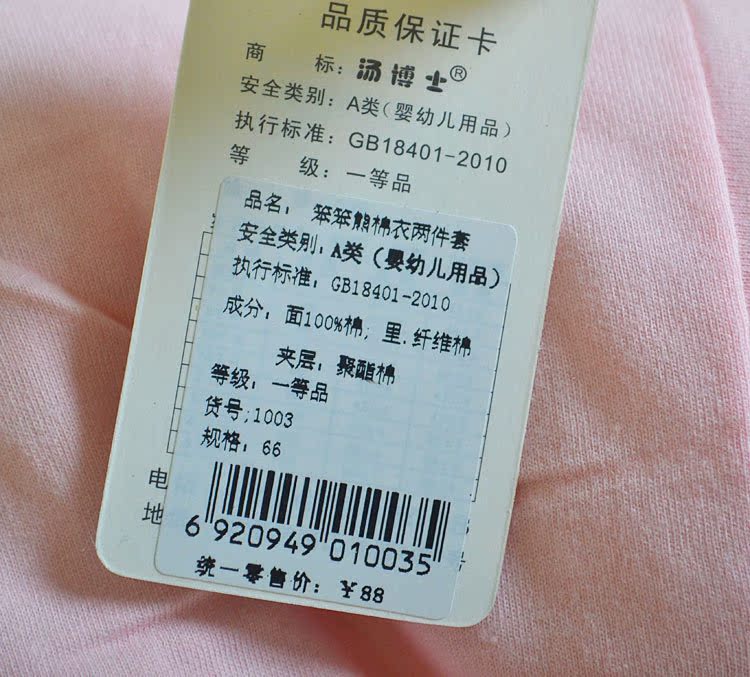 品质保证卡
商 标：汤博士®
安全类别：A类（婴幼儿用品）
执行标准：GB18401-2010
等 级：一等品
品名：笨笨熊棉衣两件套
安全类别：A类（婴幼儿用品）
执行标准：GB18401-2010
成分：面100%棉；里.纤维棉
夹层：聚酯棉
等级：一等品
货号;1003
规格：66
电
地
6 920949 010035
统一零售价：¥88